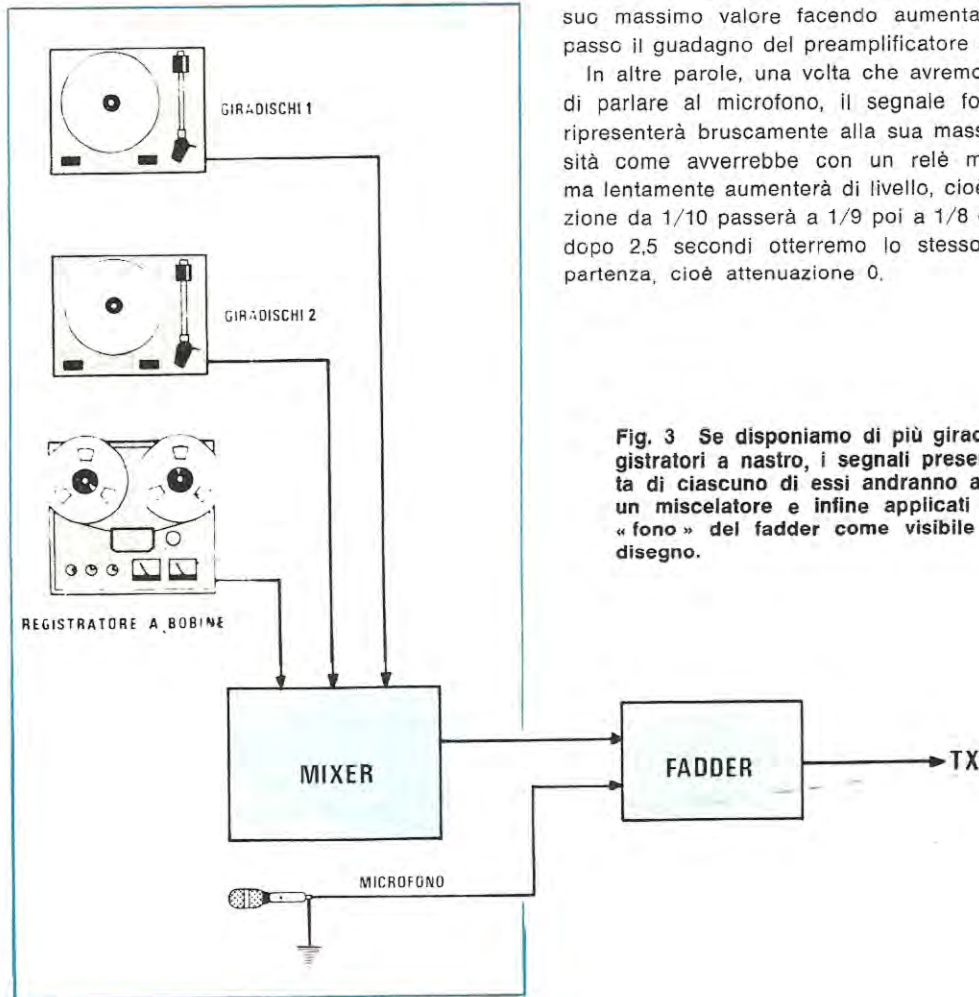 suo massimo valore facendo aumenta
passo il guadagno del preamplificatore
In altre parole, una volta che avremo
di parlare al microfono, il segnale fo
ripresenterà bruscamente alla sua mass
sità come avverrebbe con un relè m
ma lentamente aumenterà di livello, cioè
zione da 1/10 passerà a 1/9 poi a 1/8
dopo 2,5 secondi otterremo lo stesso
partenza, cioè attenuazione 0.
GIRADISCHI 1
GIRADISCHI 2
REGISTRATORE A BOBINE
Fig. 3 Se disponiamo di più girad
gistratori a nastro, i segnali prese
ta di ciascuno di essi andranno a
un miscelatore e infine applicati
« fono » del fadder come visibile
disegno.
MIXER
FADDER
TX
MICROFONO